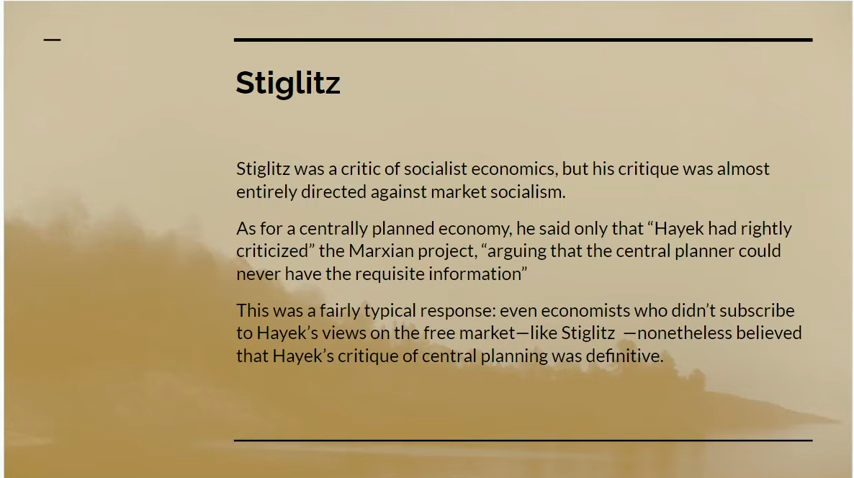 Stiglitz
Stiglitz was a critic of socialist economics, but his critique was almost
entirely directed against market socialism.
As for a centrally planned economy, he said only that “Hayek had rightly
criticized” the Marxian project, “arguing that the central planner could
never have the requisite information”
This was a fairly typical response: even economists who didn’t subscribe
to Hayek’s views on the free market—like Stiglitz  —nonetheless believed
that Hayek’s critique of central planning was definitive.